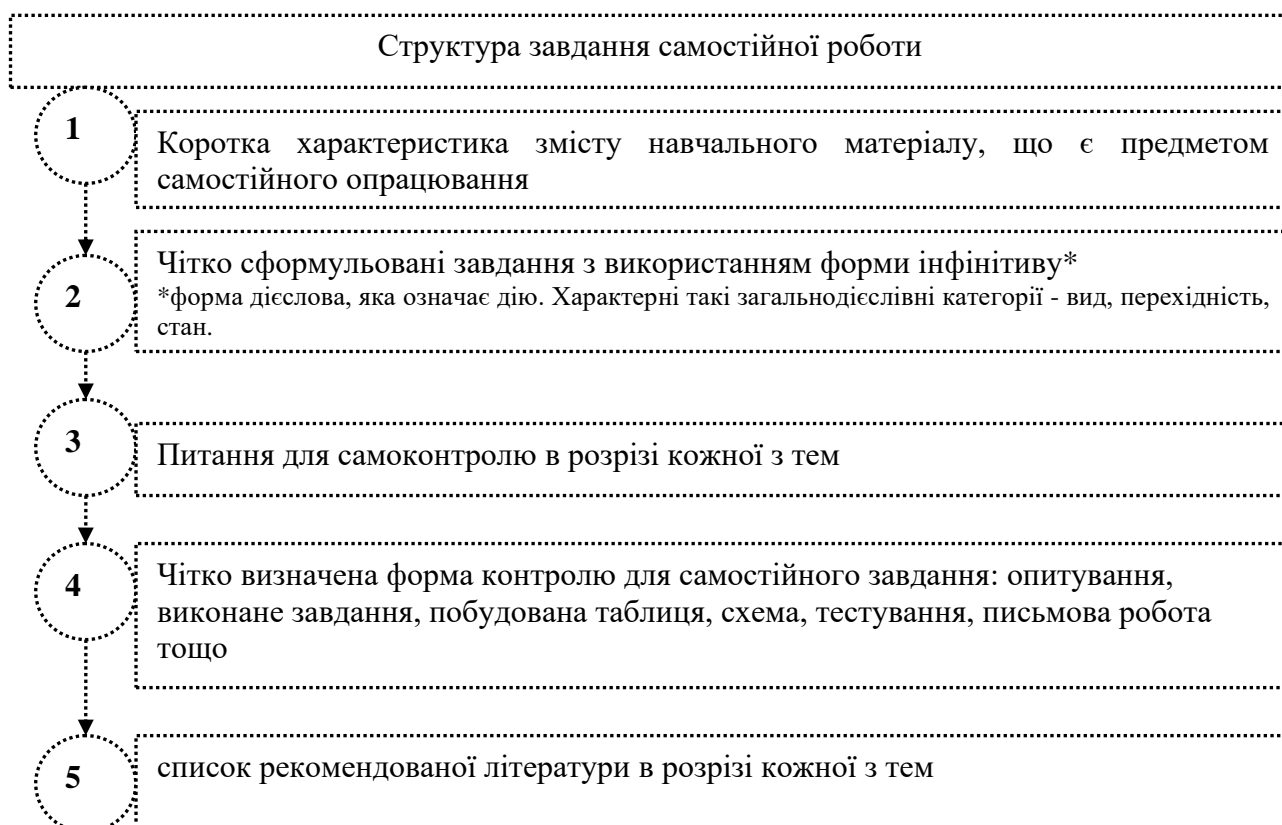 Структура завдання самостійної роботи
1
Коротка характеристика змісту навчального матеріалу, що є предметом
самостійного опрацювання
2
Чітко сформульовані завдання з використанням форми інфінітиву*
*форма дієслова, яка означає дію. Характерні такі загальнодієслівні категорії - вид, перехідність,
стан.
3
Питання для самоконтролю в розрізі кожної з тем
4
Чітко визначена форма контролю для самостійного завдання: опитування,
виконане завдання, побудована таблиця, схема, тестування, письмова робота
тощо
5
список рекомендованої літератури в розрізі кожної з тем